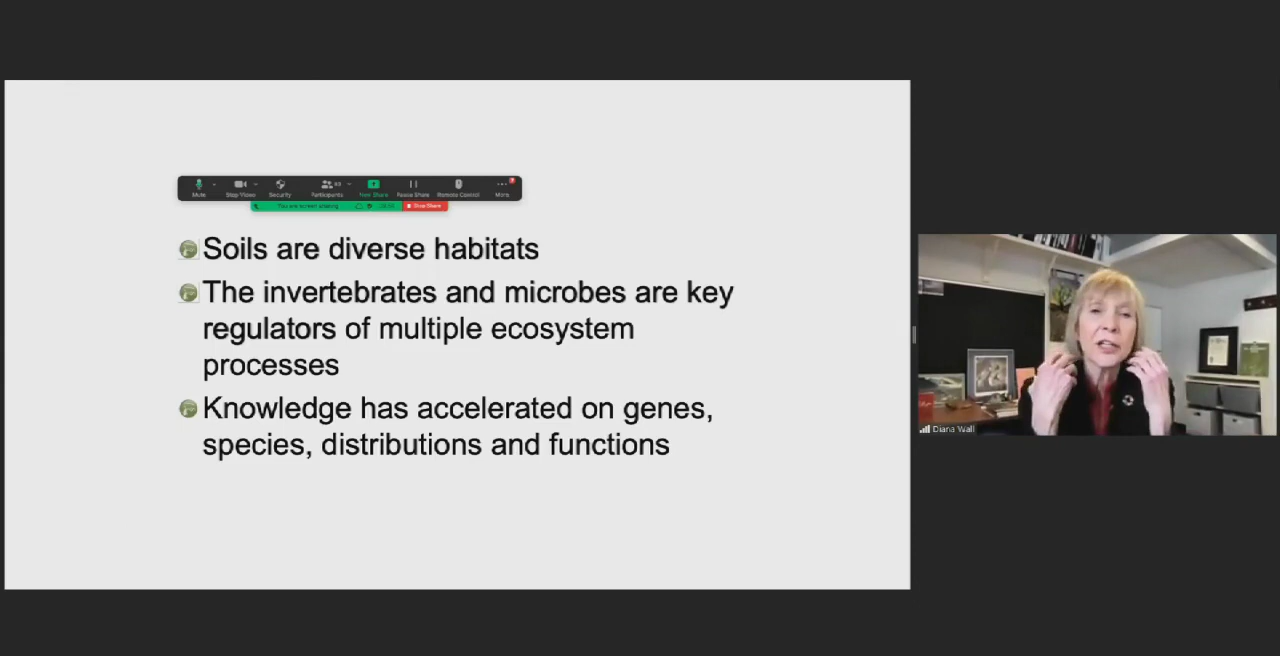 Mute Stop Video Security Participants 93 New Share Pause Share Remote Control More
You are screen sharing Stop Share
Soils are diverse habitats
The invertebrates and microbes are key
regulators of multiple ecosystem
processes
Knowledge has accelerated on genes,
species, distributions and functions
Diana Wall